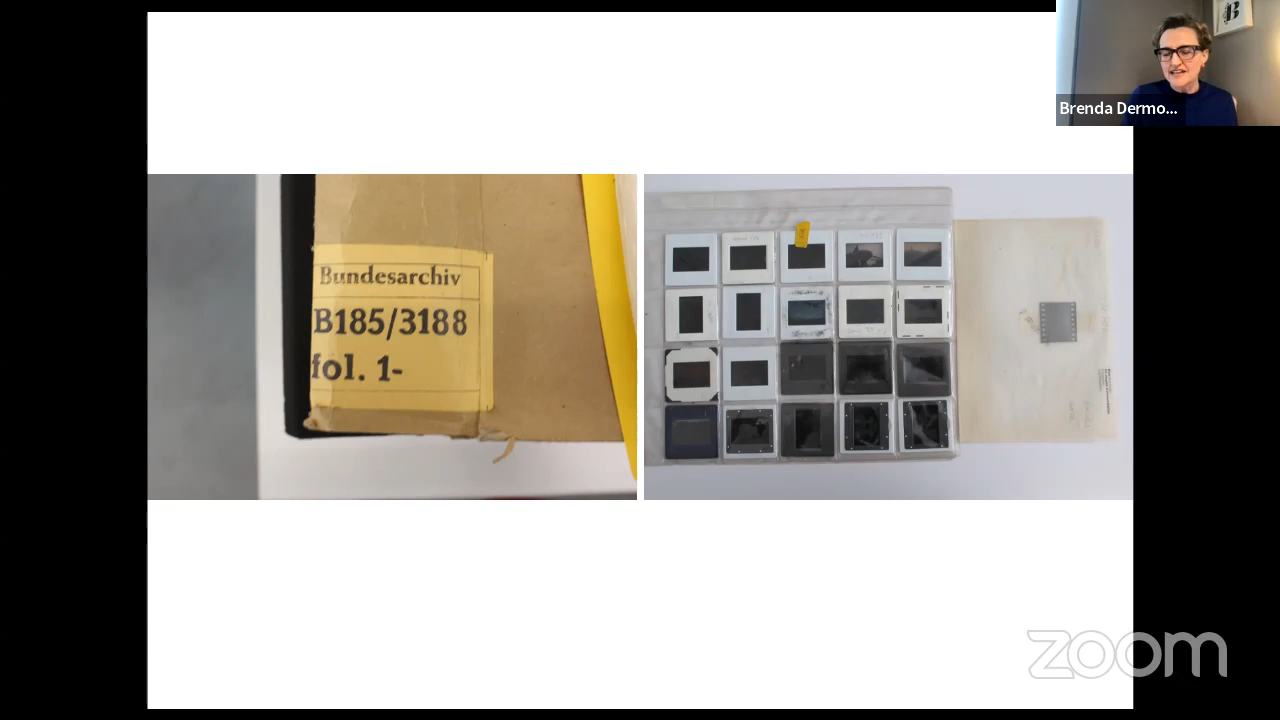 Brenda Dermo...
Bundesarchiv
B185/3188
fol. 1-
zoom